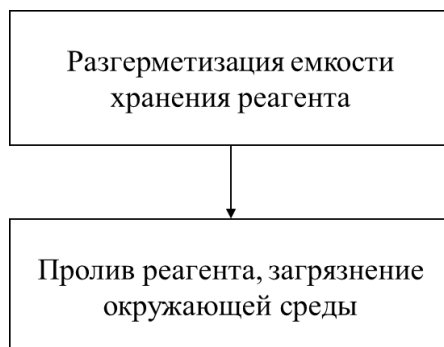 Разгерметизация емкости
хранения реагента
Пролив реагента, загрязнение
окружающей среды